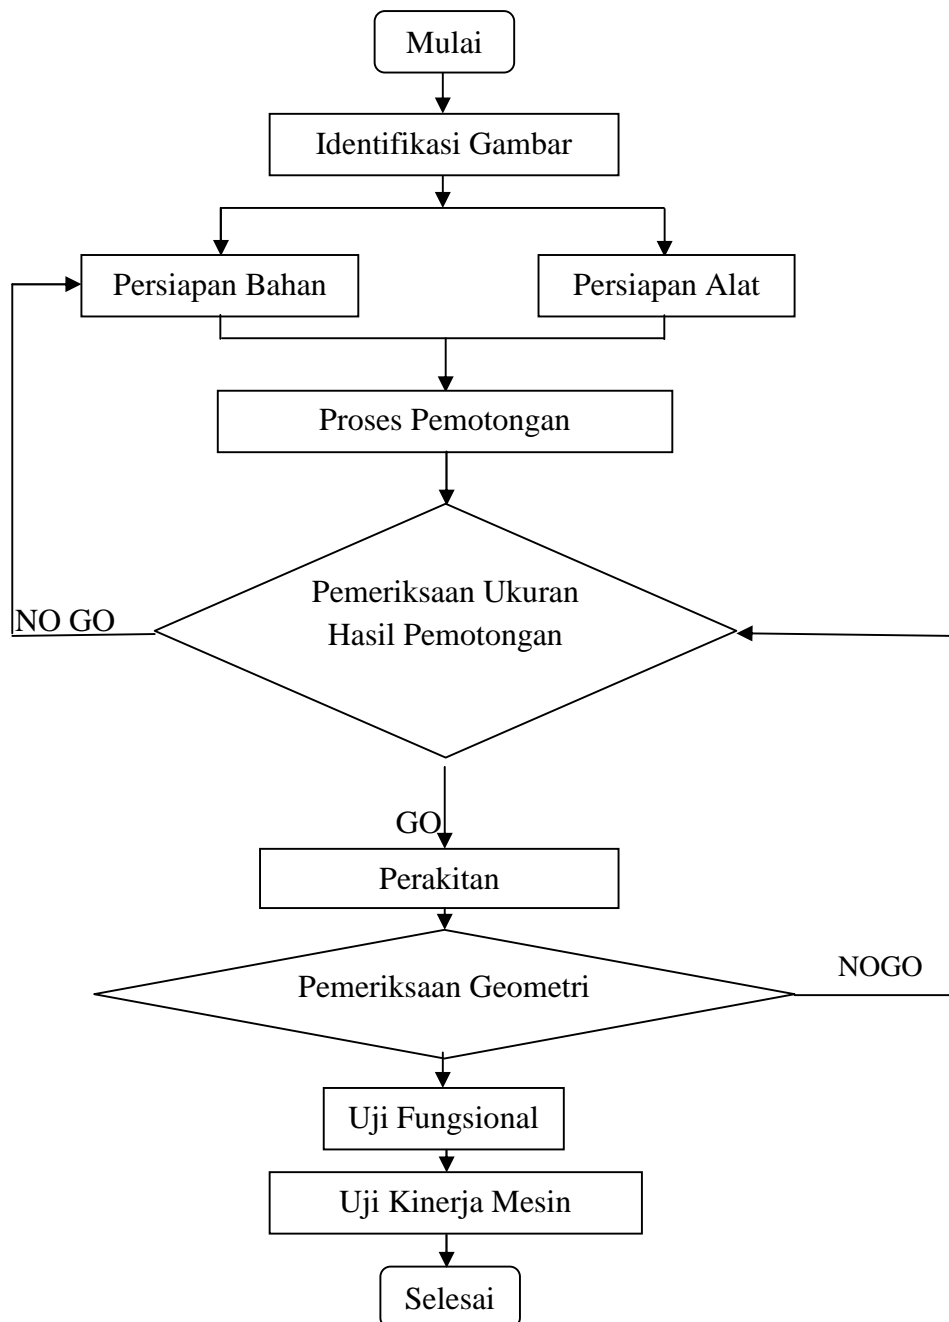 Mulai
Identifikasi Gambar
Persiapan Bahan
Persiapan Alat
Proses Pemotongan
Pemeriksaan Ukuran
Hasil Pemotongan
NO GO
GO
Perakitan
Pemeriksaan Geometri
NOGO
Uji Fungsional
Uji Kinerja Mesin
Selesai